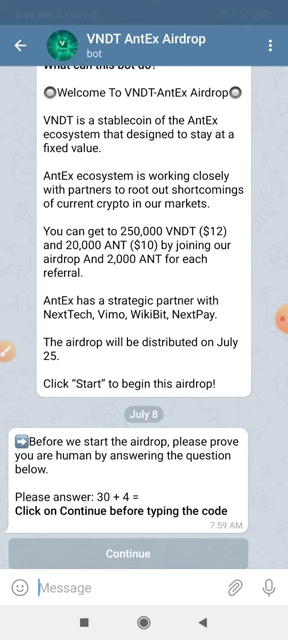 VNDT AntEx Airdrop
bot
What can this bot do?
🔘Welcome To VNDT-AntEx Airdrop🔘
VNDT is a stablecoin of the AntEx
ecosystem that designed to stay at a
fixed value.
AntEx ecosystem is working closely
with partners to root out shortcomings
of current crypto in our markets.
You can get to 250,000 VNDT ($12)
and 20,000 ANT ($10) by joining our
airdrop And 2,000 ANT for each
referral.
AntEx has a strategic partner with
NextTech, Vimo, WikiBit, NextPay.
The airdrop will be distributed on July
25.
Click “Start” to begin this airdrop!
July 8
➡️Before we start the airdrop, please prove
you are human by answering the question
below.
Please answer: 30 + 4 =
Click on Continue before typing the code
7:59 AM
Continue
Message